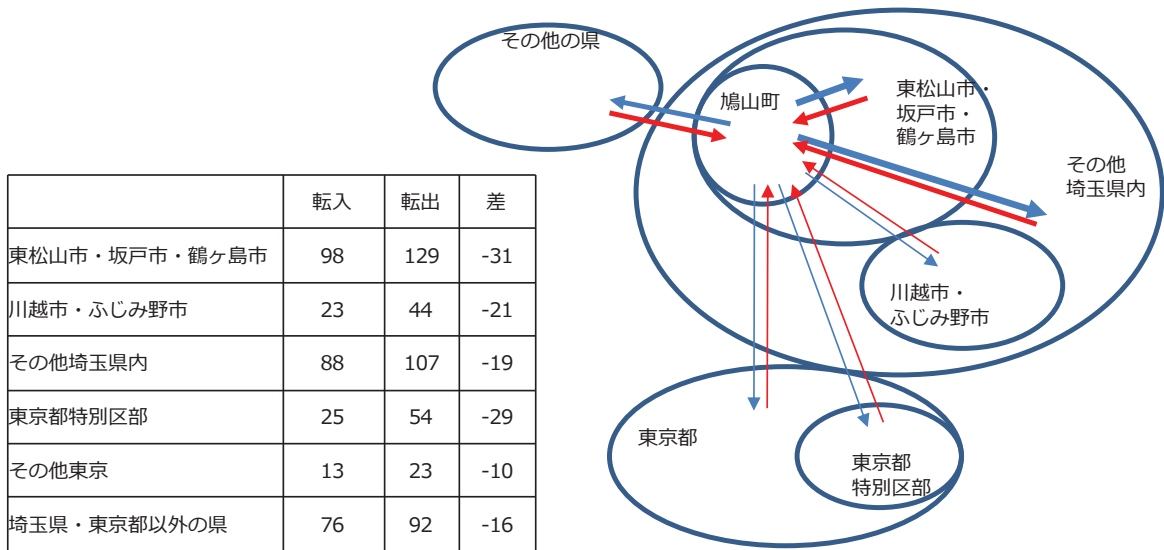 その他の県
鳩山町
東松山市・
坂戸市・
鶴ヶ島市
その他
埼玉県内
川越市・
ふじみ野市
東京都
東京都
特別区部
転入 転出 差
東松山市・坂戸市・鶴ヶ島市 98 129 -31
川越市・ふじみ野市 23 44 -21
その他埼玉県内 88 107 -19
東京都特別区部 25 54 -29
その他東京 13 23 -10
埼玉県・東京都以外の県 76 92 -16